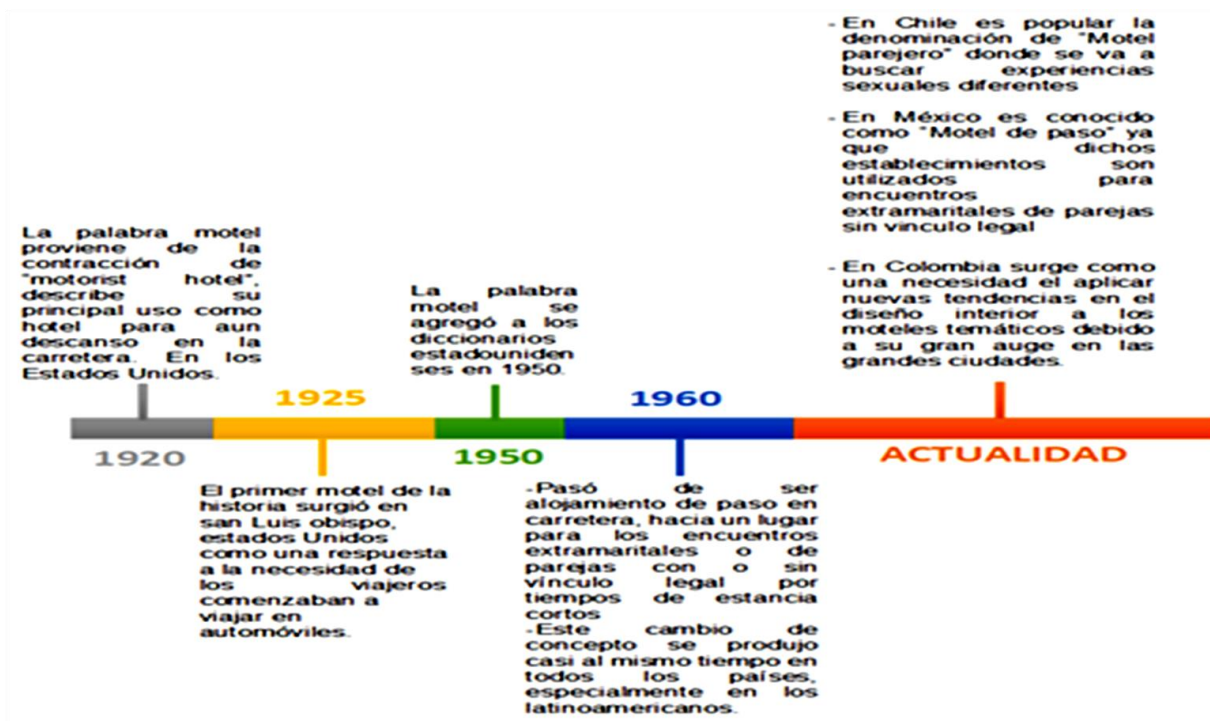 La palabra motel
proviene de la
contracción de
"motorist hotel",
describe su
principal uso como
hotel para aun
descanso en la
carretera. En los
Estados Unidos.
1920
1925
El primer motel de la
historia surgió en
san Luis obispo,
estados Unidos
como una respuesta
a la necesidad de
los viajeros
comenzaban a
viajar en
automóviles.
La palabra
motel se
agregó a los
diccionarios
estadouniden
ses en 1950.
1950
1960
-Pasó de ser
alojamiento de paso en
carretera, hacia un lugar
para los encuentros
extramaritales o de
parejas con o sin
vínculo legal por
tiempos de estancia
cortos
-Este cambio de
concepto se produjo
casi al mismo tiempo en
todos los países,
especialmente en los
latinoamericanos.
- En Chile es popular la
denominación de "Motel
parejero" donde se va a
buscar experiencias
sexuales diferentes
- En México es conocido
como "Motel de paso" ya
que dichos
establecimientos son
utilizados para
encuentros
extramaritales de parejas
sin vinculo legal
- En Colombia surge como
una necesidad el aplicar
nuevas tendencias en el
diseño interior a los
moteles temáticos debido
a su gran auge en las
grandes ciudades.
ACTUALIDAD